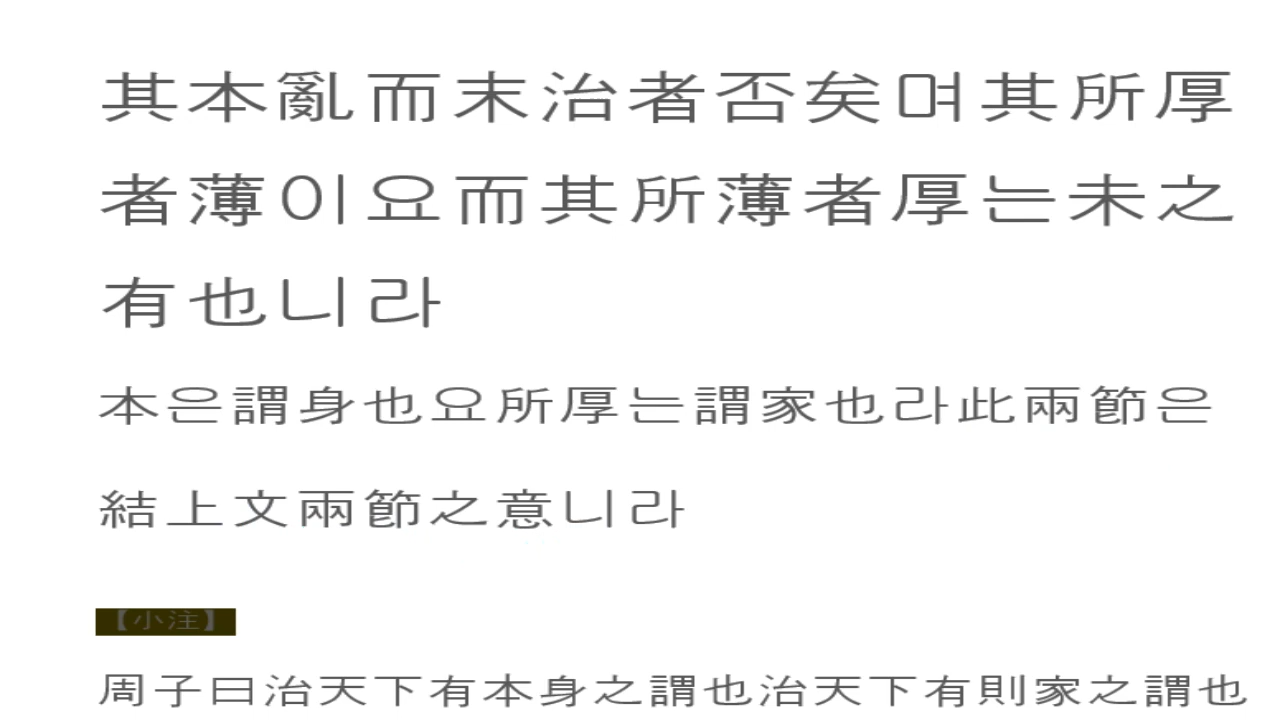 其本亂而末治者否矣며其所厚
者薄이요而其所薄者厚는未之
有也니라
本은謂身也요所厚는謂家也라此兩節은
結上文兩節之意니라
【小注】
周子曰治天下有本身之謂也治天下有則家之謂也